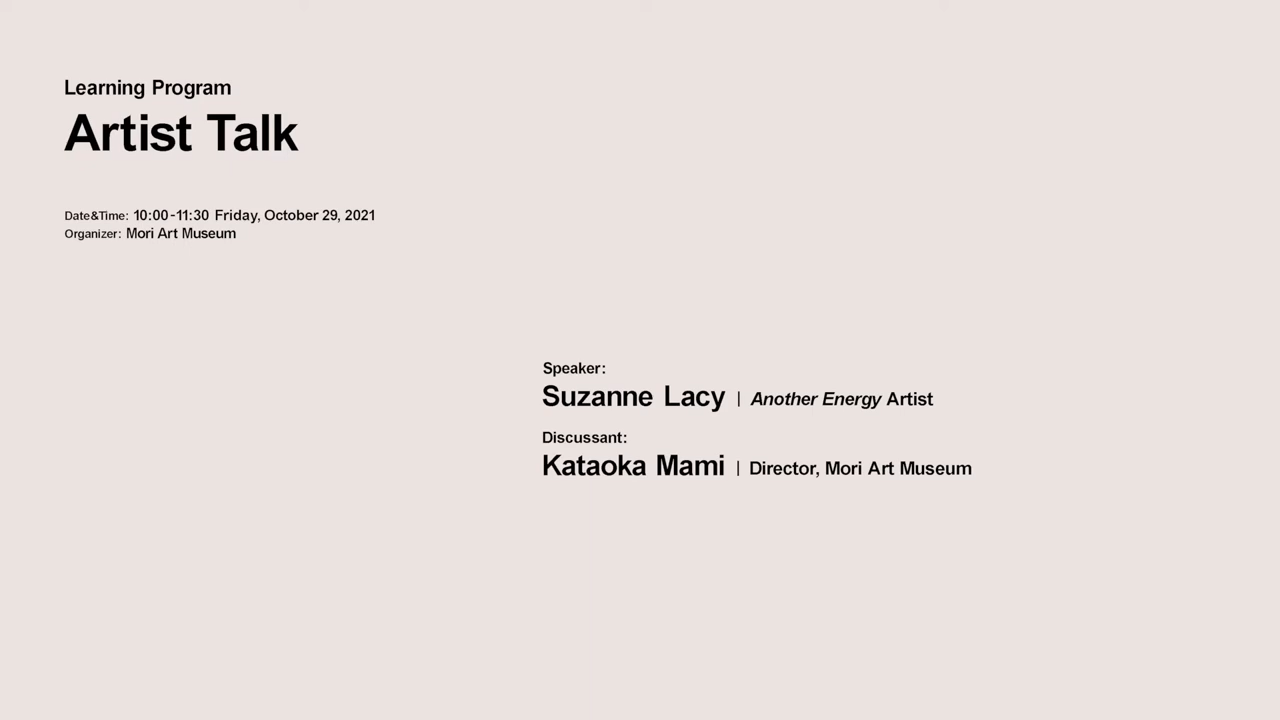 Learning Program
Artist Talk
Date&Time: 10:00-11:30 Friday, October 29, 2021
Organizer: Mori Art Museum
Speaker:
Suzanne Lacy | Another Energy Artist
Discussant:
Kataoka Mami | Director, Mori Art Museum